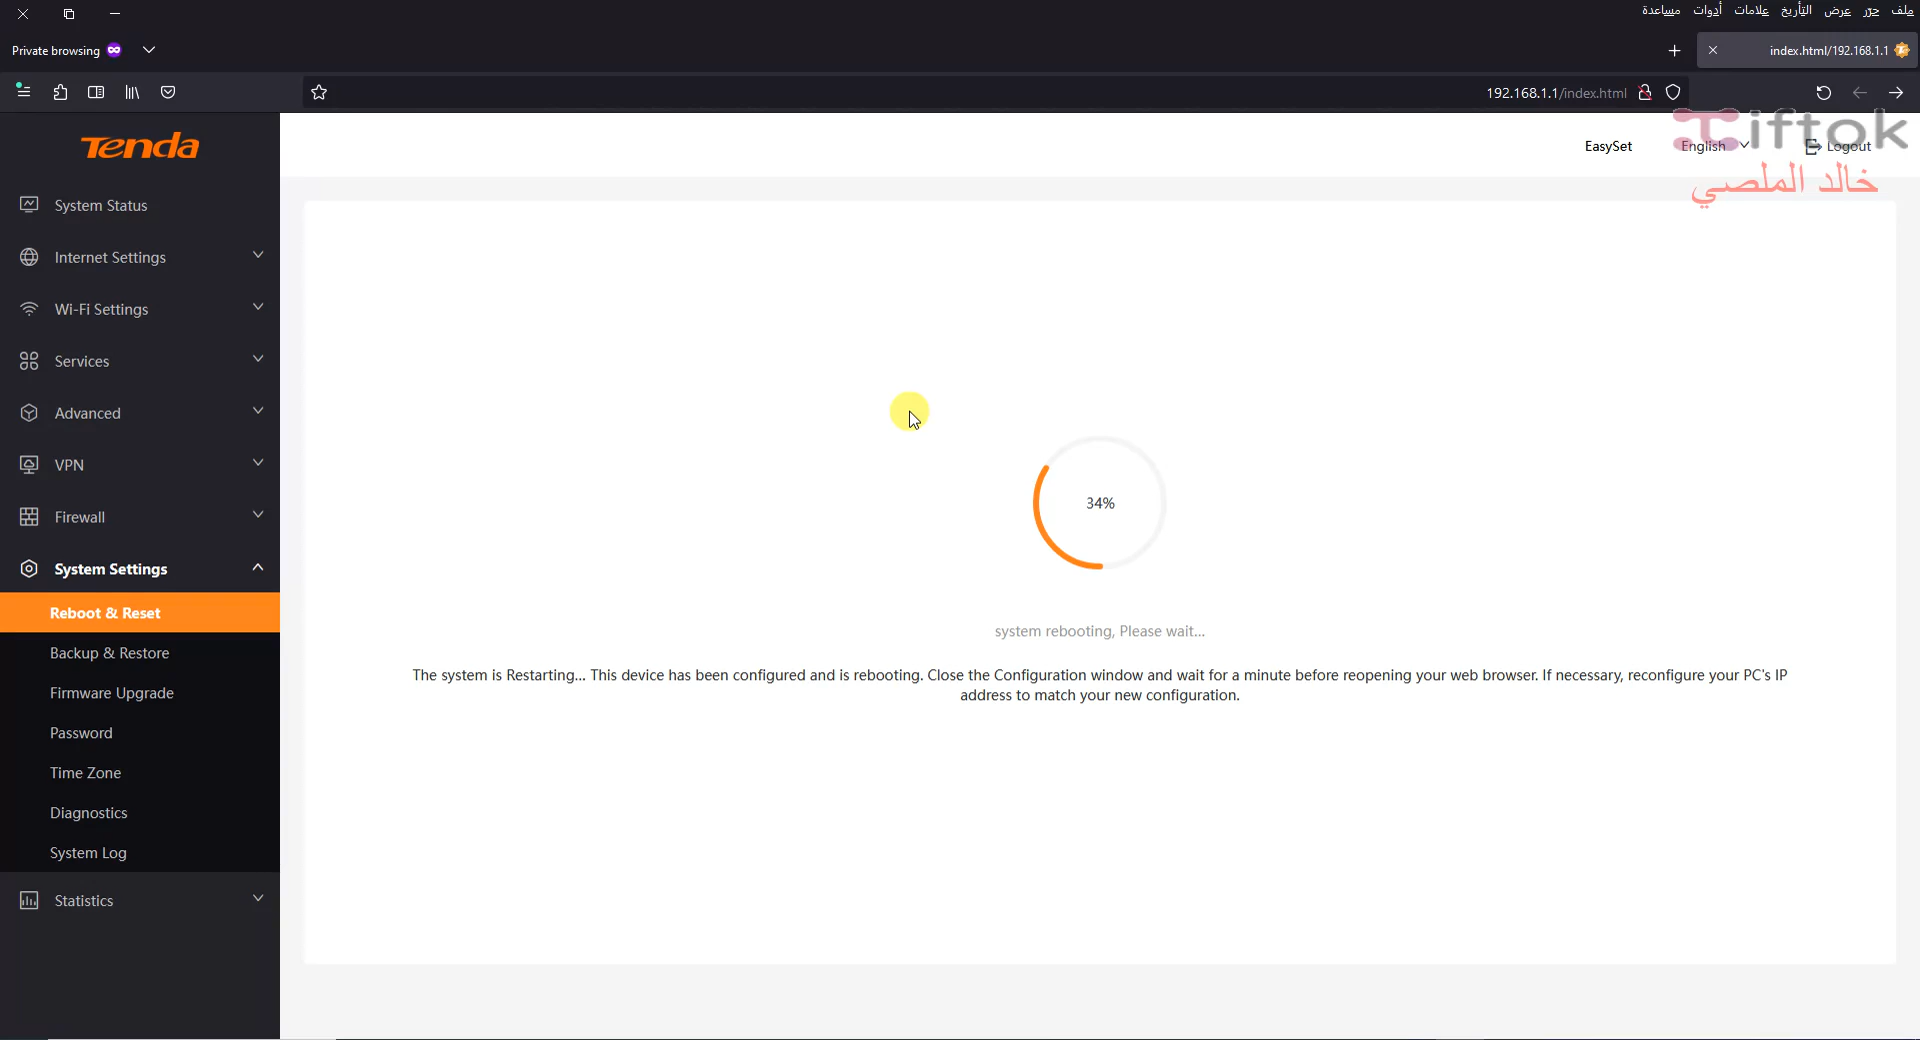 ملف حرّر عرض التأريخ علامات أدوات مساعدة
Private browsing
index.html/192.168.1.1
192.168.1.1/index.html
Tenda
EasySet
English
Logout
iftok
خالد الملصي
System Status
Internet Settings
Wi-Fi Settings
Services
Advanced
VPN
Firewall
System Settings
Reboot & Reset
Backup & Restore
Firmware Upgrade
Password
Time Zone
Diagnostics
System Log
Statistics
34%
system rebooting, Please wait...
The system is Restarting... This device has been configured and is rebooting. Close the Configuration window and wait for a minute before reopening your web browser. If necessary, reconfigure your PC's IP
address to match your new configuration.